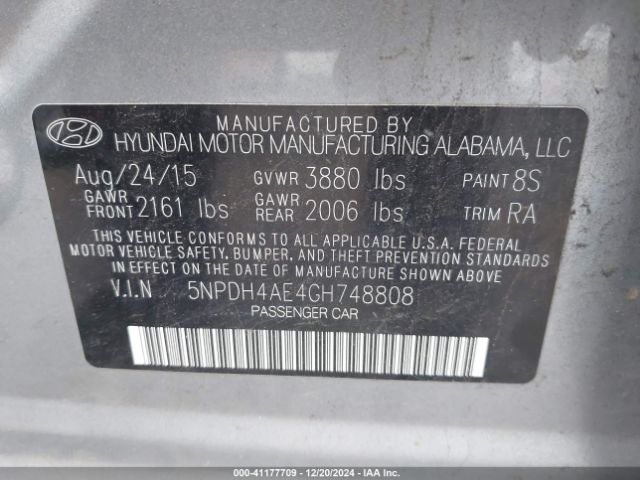 MANUFACTURED BY
HYUNDAI MOTOR MANUFACTURING ALABAMA, LLC
Aug/24/15 GVWR 3880 lbs PAINT 8S
GAWR FRONT 2161 lbs GAWR REAR 2006 lbs TRIM RA
THIS VEHICLE CONFORMS TO ALL APPLICABLE U.S.A. FEDERAL
MOTOR VEHICLE SAFETY, BUMPER, AND THEFT PREVENTION
STANDARDS IN EFFECT ON THE DATE OF MANUFACTURE SHOWN ABOVE
V.I.N 5NPDH4AE4GH748808
PASSENGER CAR
000-41177709 - 12/20/2024 - IAA Inc.